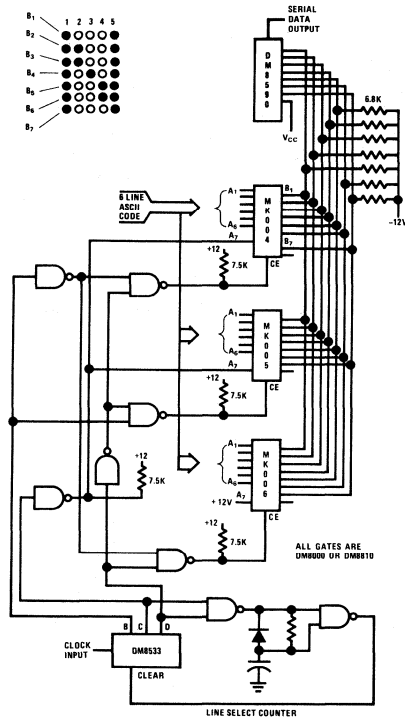 SERIAL
DATA
OUTPUT
B1 1 2 3 4 5
B2
B3
B4
B5
B6
B7
DM8590
VCC
6.8K
-12V
6 LINE
ASCII
CODE
A1
A6
A7
MK004
B1
B7
CE
+12
7.5K
A1
A6
A7
MK005
CE
+12
7.5K
A1
A6
A7
+12V
MK006
CE
+12
7.5K
+12
7.5K
ALL GATES ARE
DM8000 OR DM8810
B C D
CLOCK
INPUT
DM8533
CLEAR
LINE SELECT COUNTER